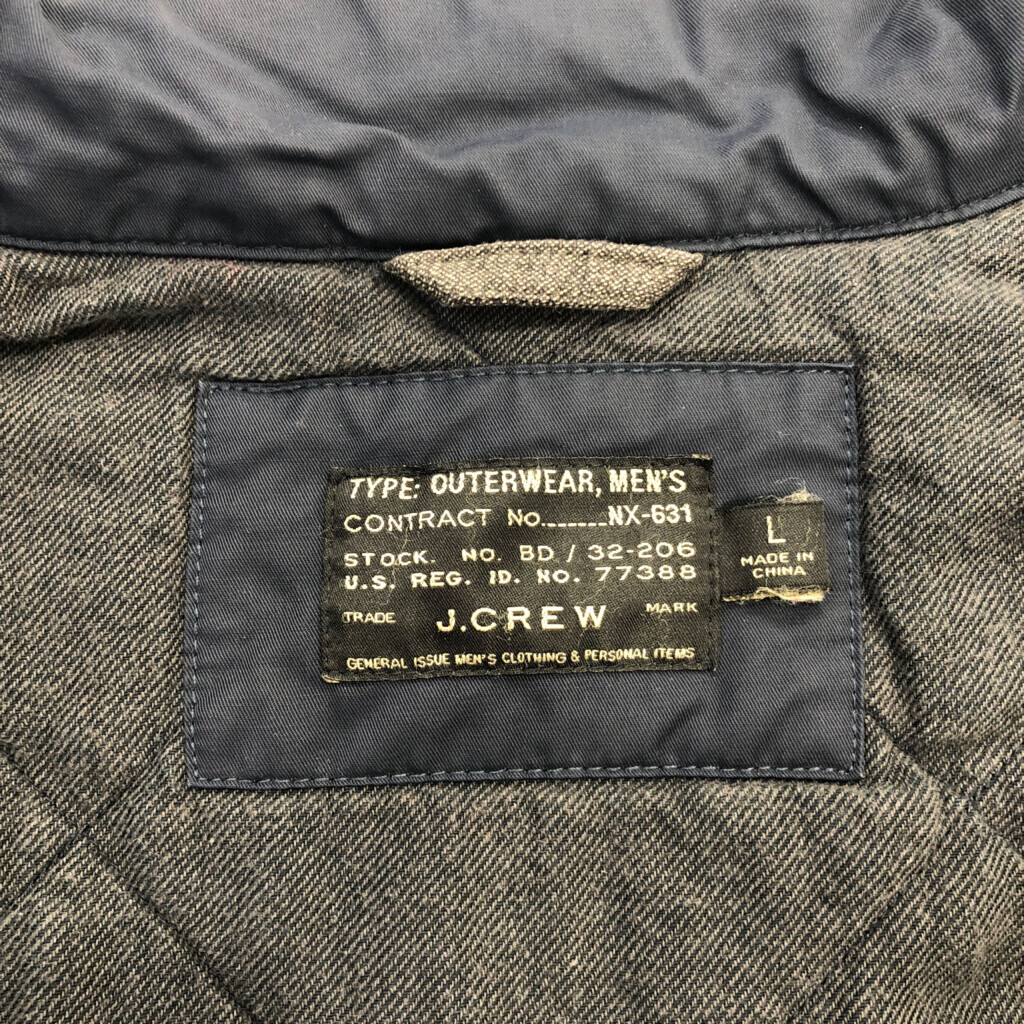 TYPE: OUTERWEAR, MEN'S
CONTRACT No.......NX-631
STOCK. NO. BD / 32-206
U.S. REG. ID. NO. 77388
TRADE J.CREW MARK
GENERAL ISSUE MEN'S CLOTHING & PERSONAL ITEMS
L
MADE IN
CHINA